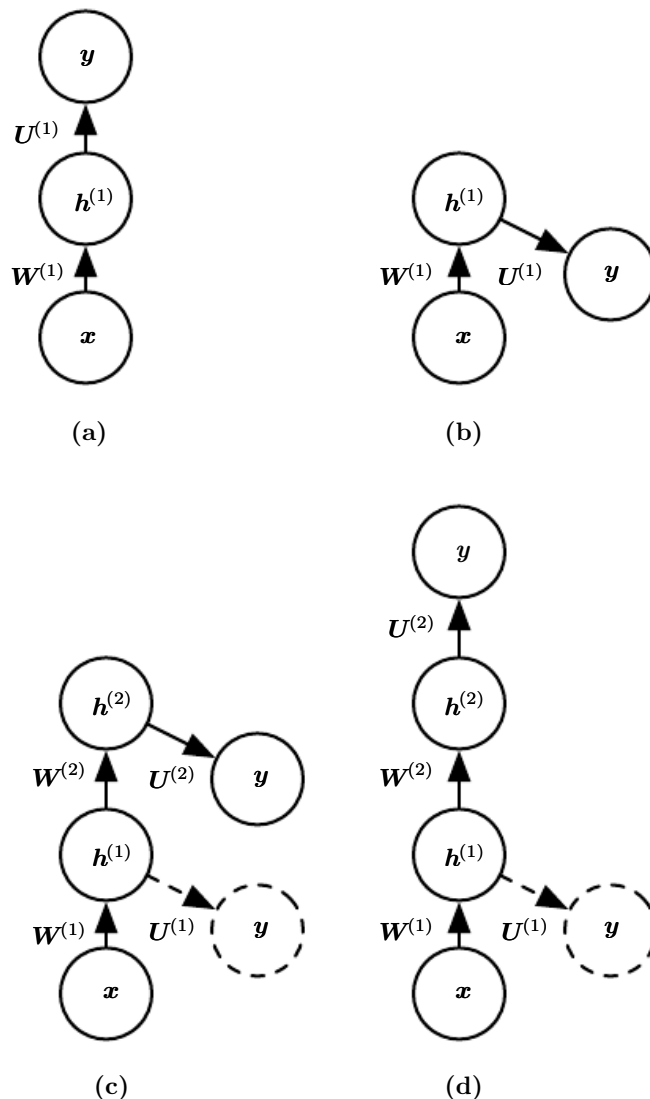 y
U^(1)
h^(1)
h^(1)
W^(1)
W^(1)
U^(1)
y
x
x
(a)
(b)
y
U^(2)
h^(2)
h^(2)
W^(2)
U^(2)
y
W^(2)
h^(1)
h^(1)
W^(1)
U^(1)
y
W^(1)
U^(1)
y
x
x
(c)
(d)